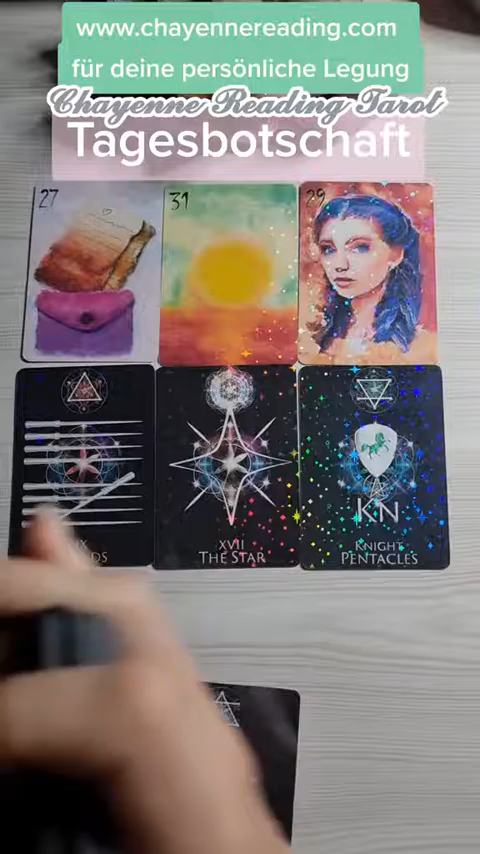 www.chayennereading.com
für deine persönliche Legung
Chayenne Reading Tarot
Tagesbotschaft
27
31
29
KN
XVII
THE STAR
KNIGHT
PENTACLES